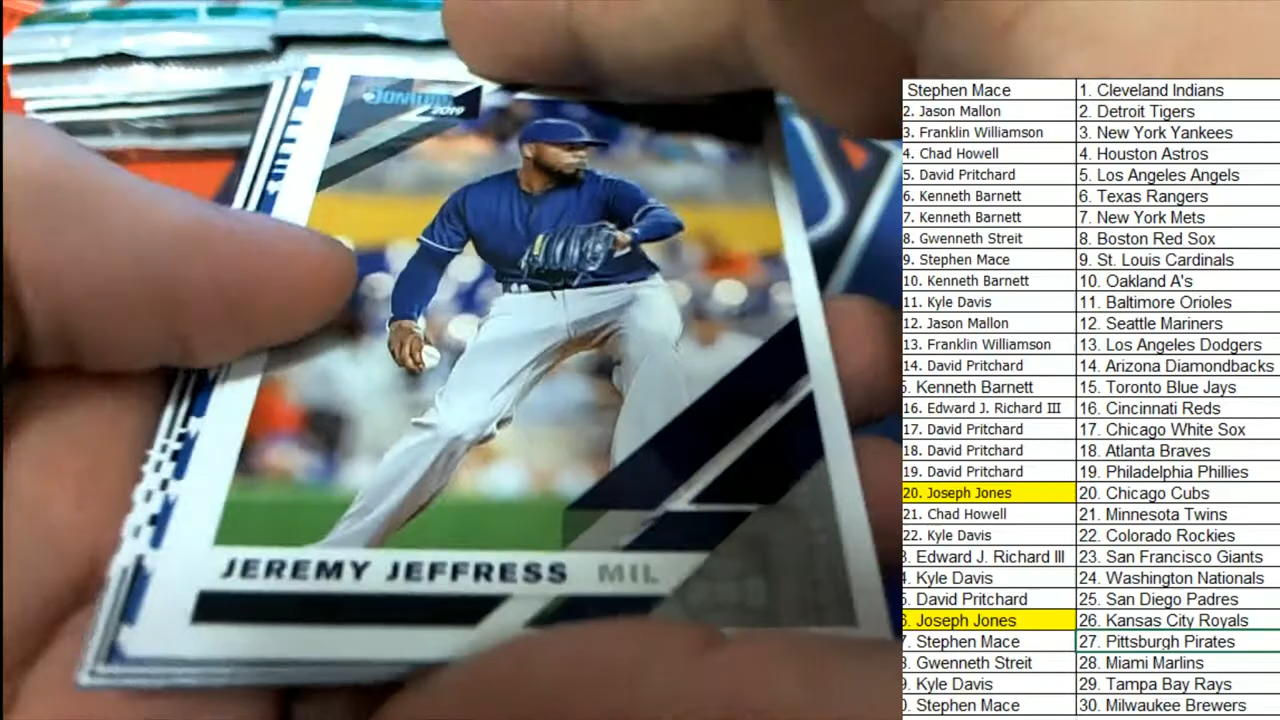 DONRUSS
2019
JEREMY JEFFRESS MIL
Stephen Mace 1. Cleveland Indians
2. Jason Mallon 2. Detroit Tigers
3. Franklin Williamson 3. New York Yankees
4. Chad Howell 4. Houston Astros
5. David Pritchard 5. Los Angeles Angels
6. Kenneth Barnett 6. Texas Rangers
7. Kenneth Barnett 7. New York Mets
8. Gwenneth Streit 8. Boston Red Sox
9. Stephen Mace 9. St. Louis Cardinals
10. Kenneth Barnett 10. Oakland A's
11. Kyle Davis 11. Baltimore Orioles
12. Jason Mallon 12. Seattle Mariners
13. Franklin Williamson 13. Los Angeles Dodgers
14. David Pritchard 14. Arizona Diamondbacks
5. Kenneth Barnett 15. Toronto Blue Jays
16. Edward J. Richard III 16. Cincinnati Reds
17. David Pritchard 17. Chicago White Sox
18. David Pritchard 18. Atlanta Braves
19. David Pritchard 19. Philadelphia Phillies
20. Joseph Jones 20. Chicago Cubs
21. Chad Howell 21. Minnesota Twins
22. Kyle Davis 22. Colorado Rockies
3. Edward J. Richard III 23. San Francisco Giants
4. Kyle Davis 24. Washington Nationals
5. David Pritchard 25. San Diego Padres
6. Joseph Jones 26. Kansas City Royals
7. Stephen Mace 27. Pittsburgh Pirates
8. Gwenneth Streit 28. Miami Marlins
9. Kyle Davis 29. Tampa Bay Rays
0. Stephen Mace 30. Milwaukee Brewers